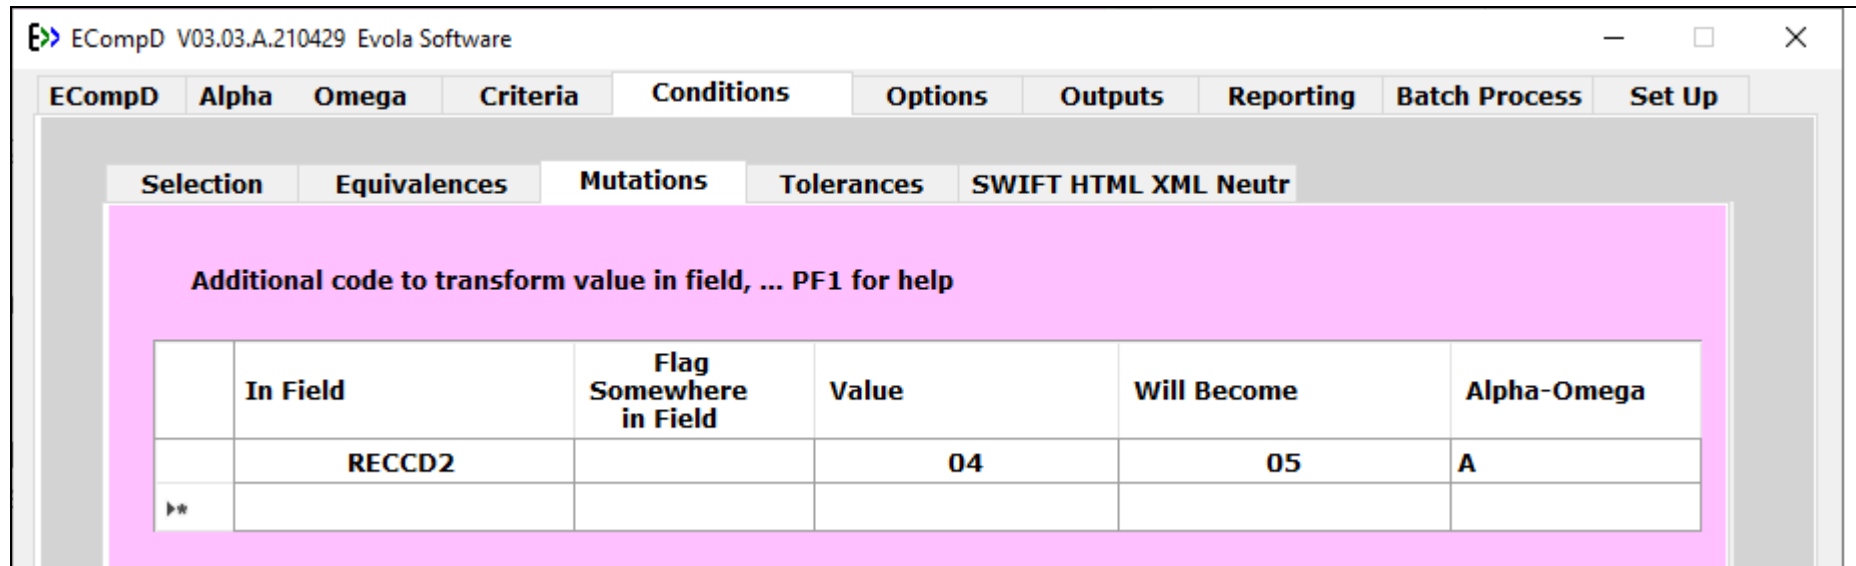 E>> ECompD V03.03.A.210429 Evola Software
ECompD Alpha Omega Criteria Conditions Options Outputs Reporting Batch Process Set Up
Selection Equivalences Mutations Tolerances SWIFT HTML XML Neutr
Additional code to transform value in field, ... PF1 for help
In Field
Flag
Somewhere
in Field
Value
Will Become
Alpha-Omega
RECCD2 04 05 A